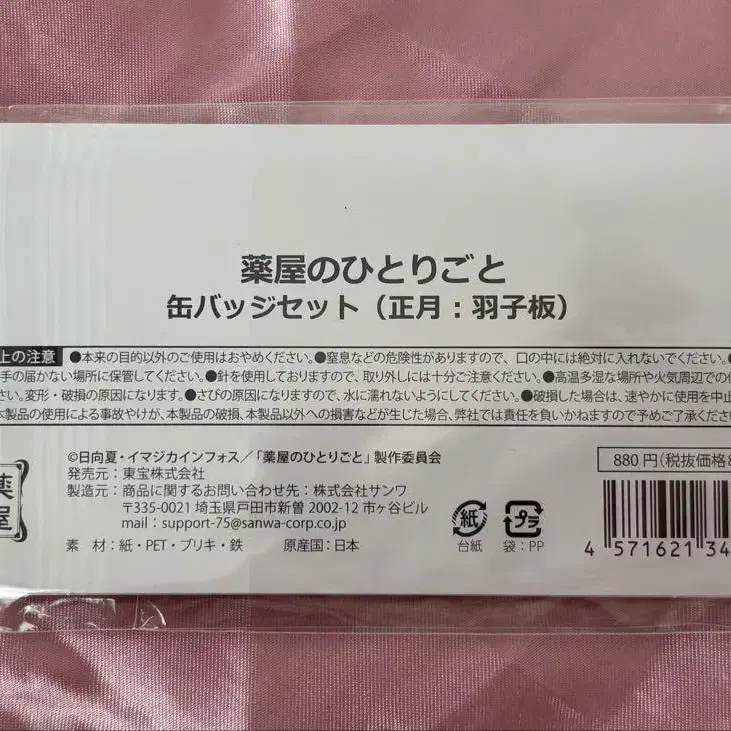 薬屋のひとりごと
缶バッジセット（正月：羽子板）
上の注意 ●本来の目的以外のご使用はおやめください。●窒息などの危険性がありますので、口の中には絶対に入れないでください。●
手の届かない場所に保管してください。●針を使用しておりますので、取り外しには十分ご注意ください。●高温多湿な場所や火気周辺での
さい。変形・破損の原因になります。●さびの原因になりますので、水に濡れないようにしてください。●破損した場合は、速やかに使用を中止
本製品の使用による事故やけが、本製品の破損、本製品以外への損害などが生じた場合、弊社では責任を負いかねますので予めご了承くださ
©日向夏・イマジカインフォス／「薬屋のひとりごと」製作委員会
発売元：東宝株式会社
製造元：商品に関するお問い合わせ先：株式会社サンワ
〒335-0021 埼玉県戸田市新曽 2002-12 市ヶ谷ビル
mail：support-75@sanwa-corp.co.jp
素 材：紙・PET・ブリキ・鉄 原産国：日本
薬屋
紙
台紙
プラ
袋：PP
880円（税抜価格8
4 571621 34